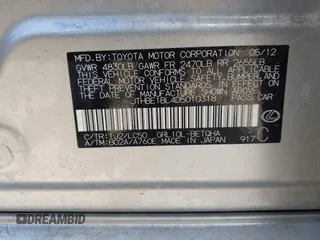 MFD.BY:TOYOTA MOTOR CORPORATION 05/12
GVWR 4830LB GAWR FR 2470LB RR 2655LB
THIS VEHICLE CONFORMS TO ALL APPLICABLE
FEDERAL MOTOR VEHICLE SAFETY, BUMPER, AND
THEFT PREVENTION STANDARDS IN EFFECT ON
THE DATE OF MANUFACTURE SHOWN ABOVE.
JTHBE1BL4D5010318 PASS. CAR
C/TR:1J2/LC50 GRL10L-BETQHA C
A/TM:B02A/A760E MADE IN JAPAN 917
DREAMBID